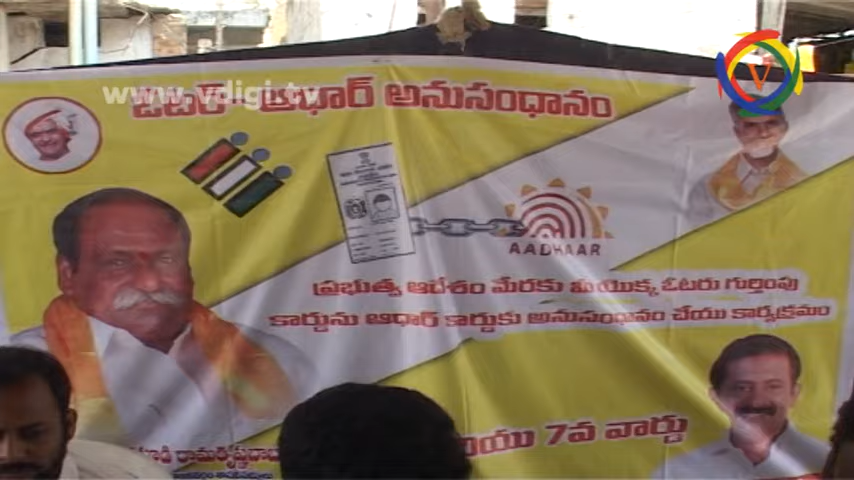 www.vdigi.tv
ఓటర్ - ఆధార్ అనుసంధానం
V
AADHAAR
ప్రభుత్వ ఆదేశం మేరకు మీయొక్క ఓటరు గుర్తింపు
కార్డును ఆధార్ కార్డుకు అనుసంధానం చేయు కార్యక్రమం
7వ వార్డు